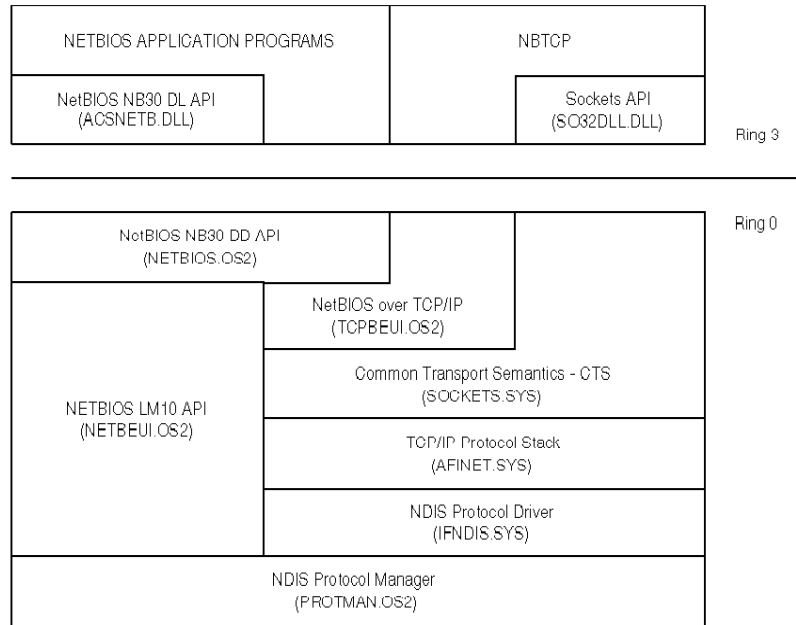 NETBIOS APPLICATION PROGRAMS
NBTCP
NetBIOS NB30 DL API
(ACSNETB.DLL)
Sockets API
(SO32DLL.DLL)
Ring 3
Ring 0
NetBIOS NB30 DD API
(NETBIOS.OS2)
NetBIOS over TCP/IP
(TCPBEUI.OS2)
Common Transport Semantics - CTS
(SOCKETS.SYS)
NETBIOS LM10 API
(NETBEUI.OS2)
TCP/IP Protocol Stack
(AFINET.SYS)
NDIS Protocol Driver
(IFNDIS.SYS)
NDIS Protocol Manager
(PROTMAN.OS2)